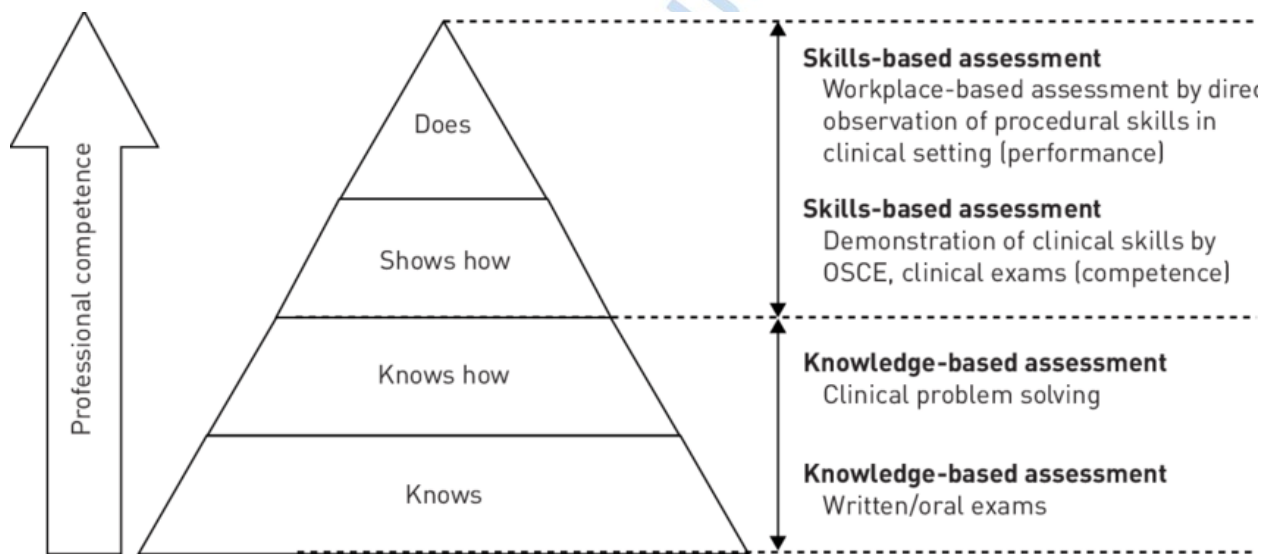 Professional competence
Does
Shows how
Knows how
Knows
Skills-based assessment
Workplace-based assessment by direc
observation of procedural skills in
clinical setting (performance)
Skills-based assessment
Demonstration of clinical skills by
OSCE, clinical exams (competence)
Knowledge-based assessment
Clinical problem solving
Knowledge-based assessment
Written/oral exams